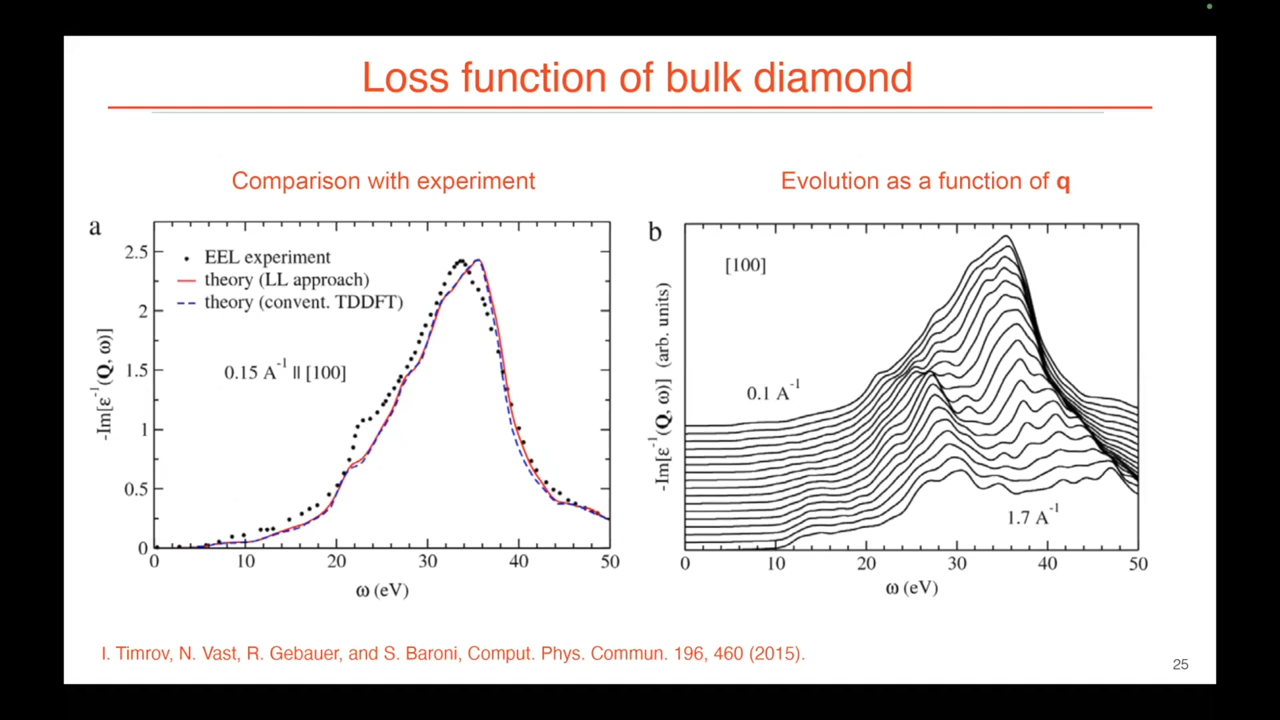 Loss function of bulk diamond
Comparison with experiment
Evolution as a function of q
a
EEL experiment
theory (LL approach)
theory (convent. TDDFT)
0.15 A⁻¹ || [100]
-Im[ε⁻¹(Q, ω)]
2.5
2
1.5
1
0.5
0
0 10 20 30 40 50
ω (eV)
b
[100]
0.1 A⁻¹
1.7 A⁻¹
-Im[ε⁻¹(Q, ω)] (arb. units)
0 10 20 30 40 50
ω (eV)
I. Timrov, N. Vast, R. Gebauer, and S. Baroni, Comput. Phys. Commun. 196, 460 (2015).
25